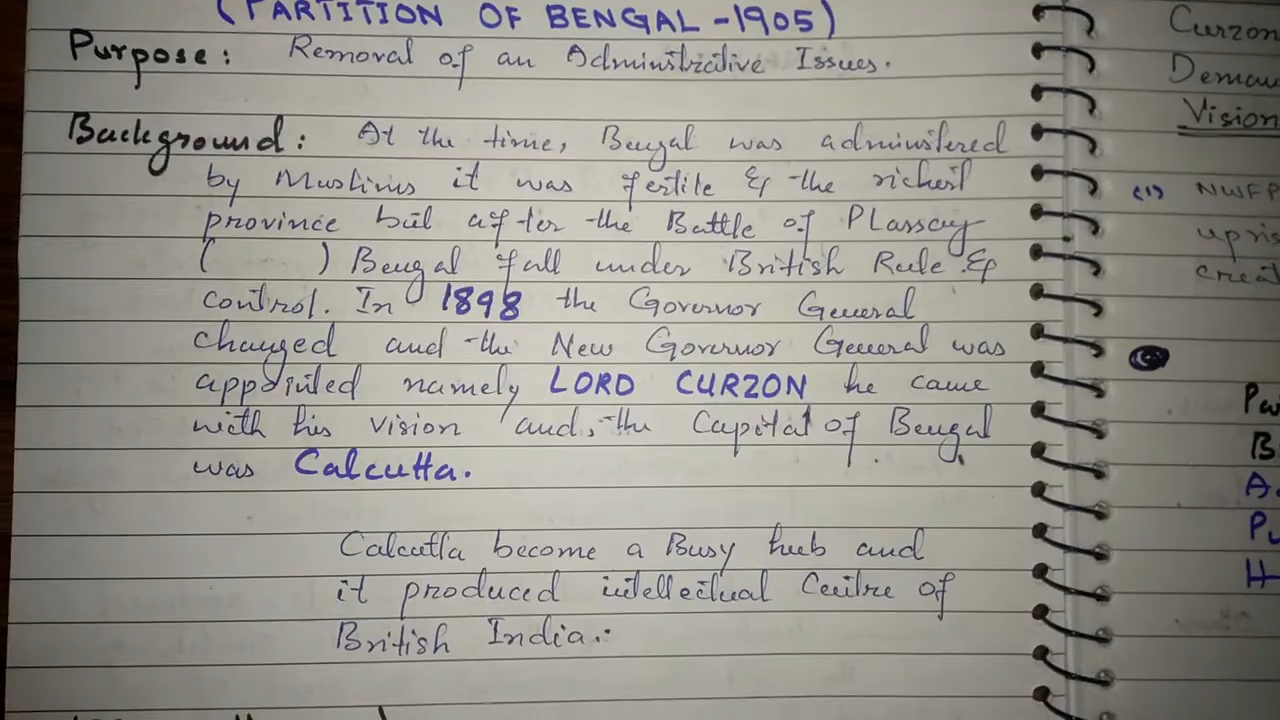 (PARTITION OF BENGAL -1905)
Purpose: Removal of an Administrative Issues.
Background: At the time, Bengal was administered
by Muslims it was fertile & the richest
province but after the Battle of PLassay
( ) Bengal fall under British Rule &
control. In 1898 the Governor General
changed and the New Governor General was
appointed namely LORD CURZON he came
with his vision and, the Capital of Bengal
was Calcutta.
Calcutta become a Busy hub and
it produced intellectual Centre of
British India.
Curzon
Vision
(1) NWFP
B
A.
H